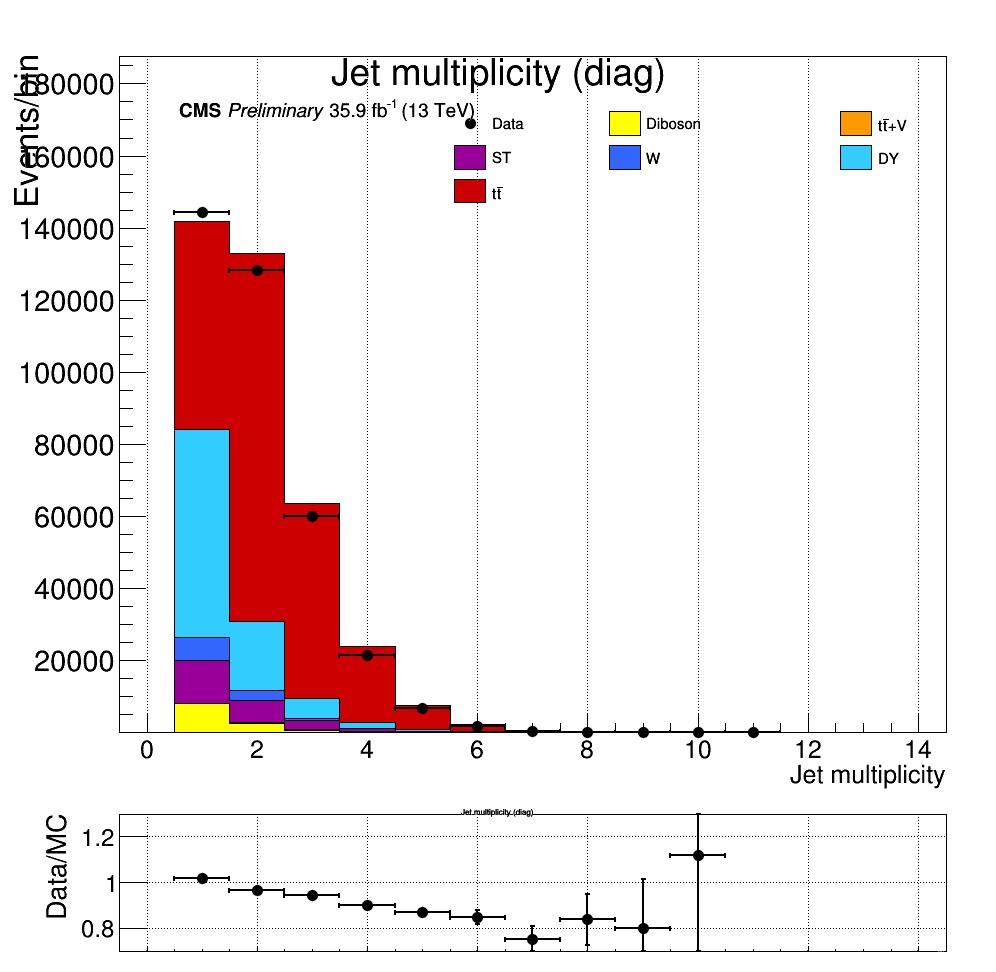 Jet multiplicity (diag)
CMS Preliminary 35.9 fb-1 (13 TeV)
Events/bin
Data
Diboson
tt̄+V
ST
W
DY
tt̄
180000
160000
140000
120000
100000
80000
60000
40000
20000
0 2 4 6 8 10 12 14
Jet multiplicity
Jet multiplicity (diag)
Data/MC
1.2
1
0.8